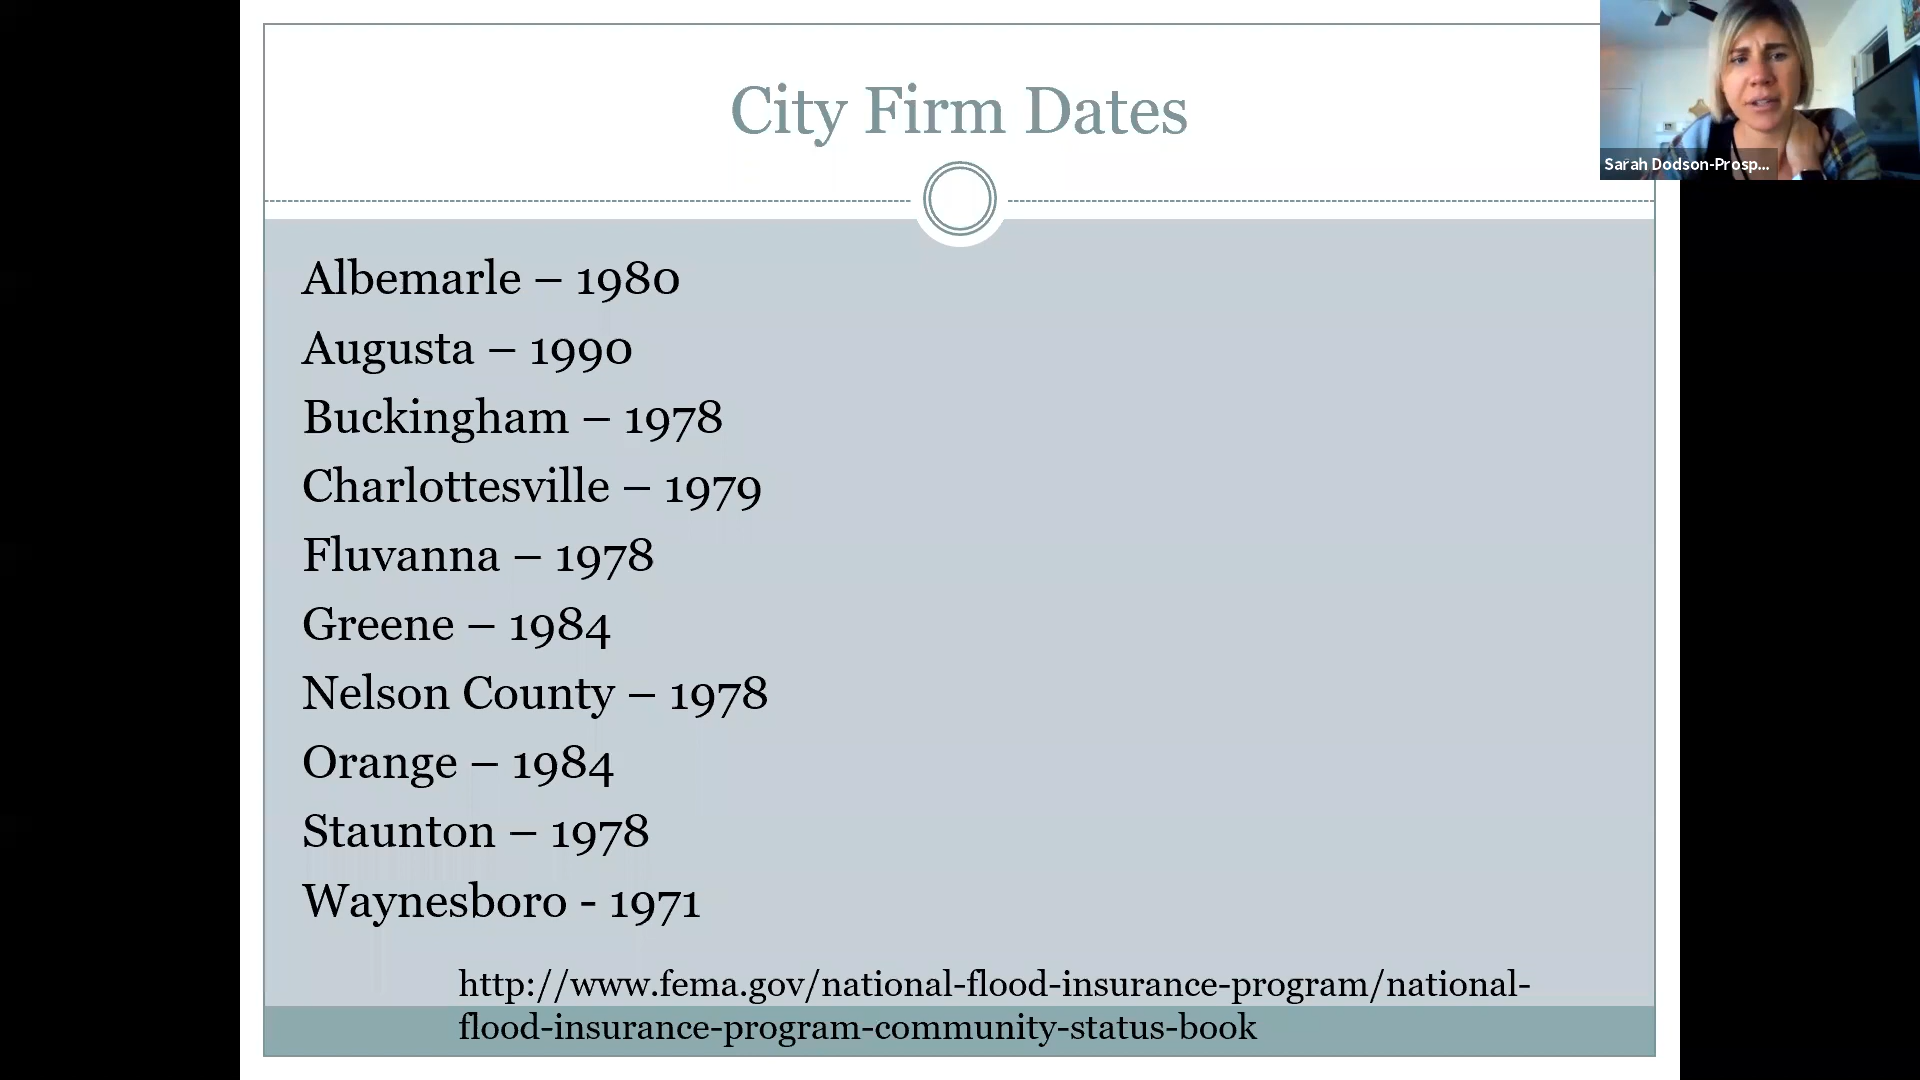 City Firm Dates
Sarah Dodson-Prosp...
Albemarle – 1980
Augusta – 1990
Buckingham – 1978
Charlottesville – 1979
Fluvanna – 1978
Greene – 1984
Nelson County – 1978
Orange – 1984
Staunton – 1978
Waynesboro - 1971
http://www.fema.gov/national-flood-insurance-program/national-
flood-insurance-program-community-status-book